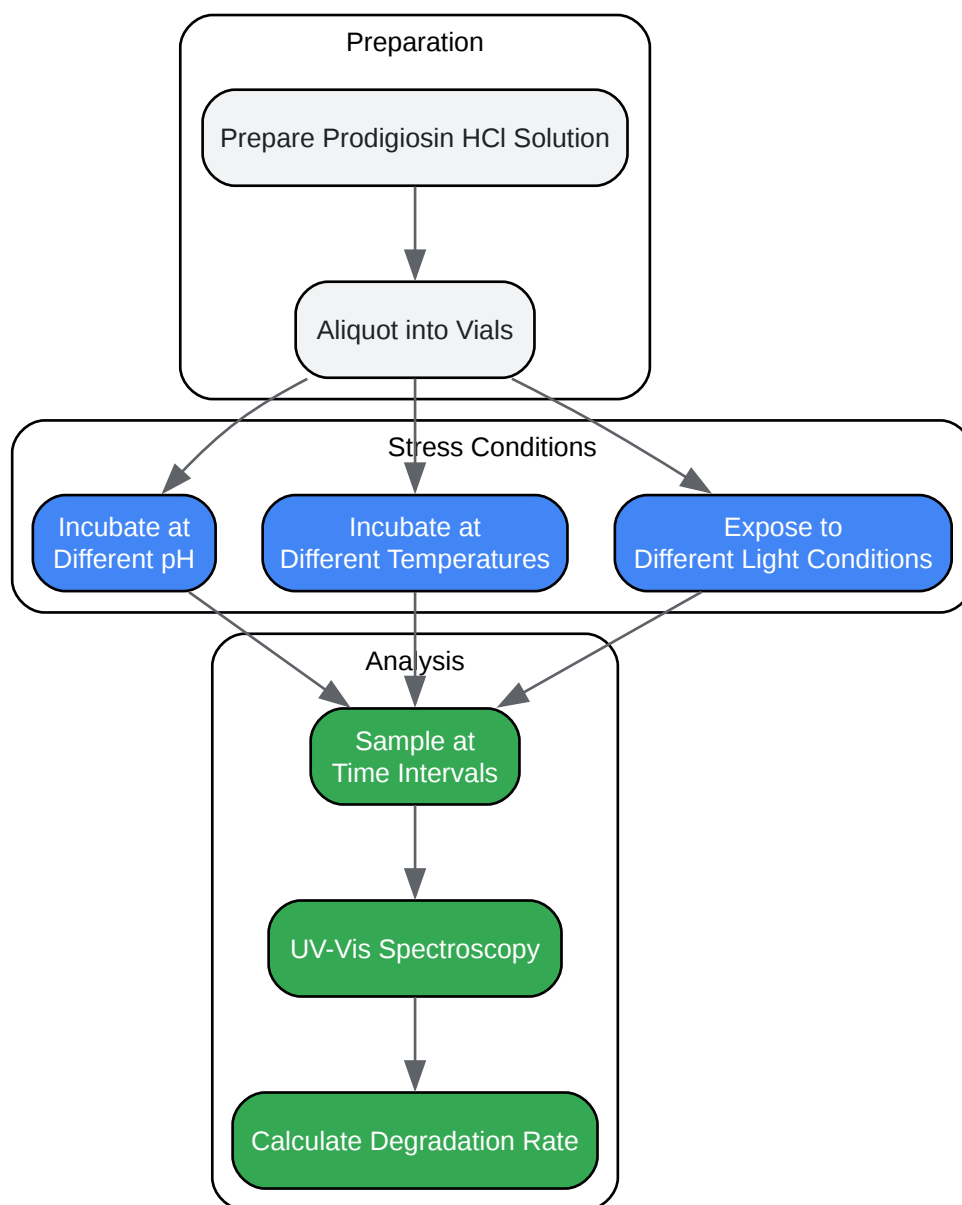 Preparation
Prepare Prodigiosin HCl Solution
Aliquot into Vials
Stress Conditions
Incubate at
Different pH
Incubate at
Different Temperatures
Expose to
Different Light Conditions
Analysis
Sample at
Time Intervals
UV-Vis Spectroscopy
Calculate Degradation Rate